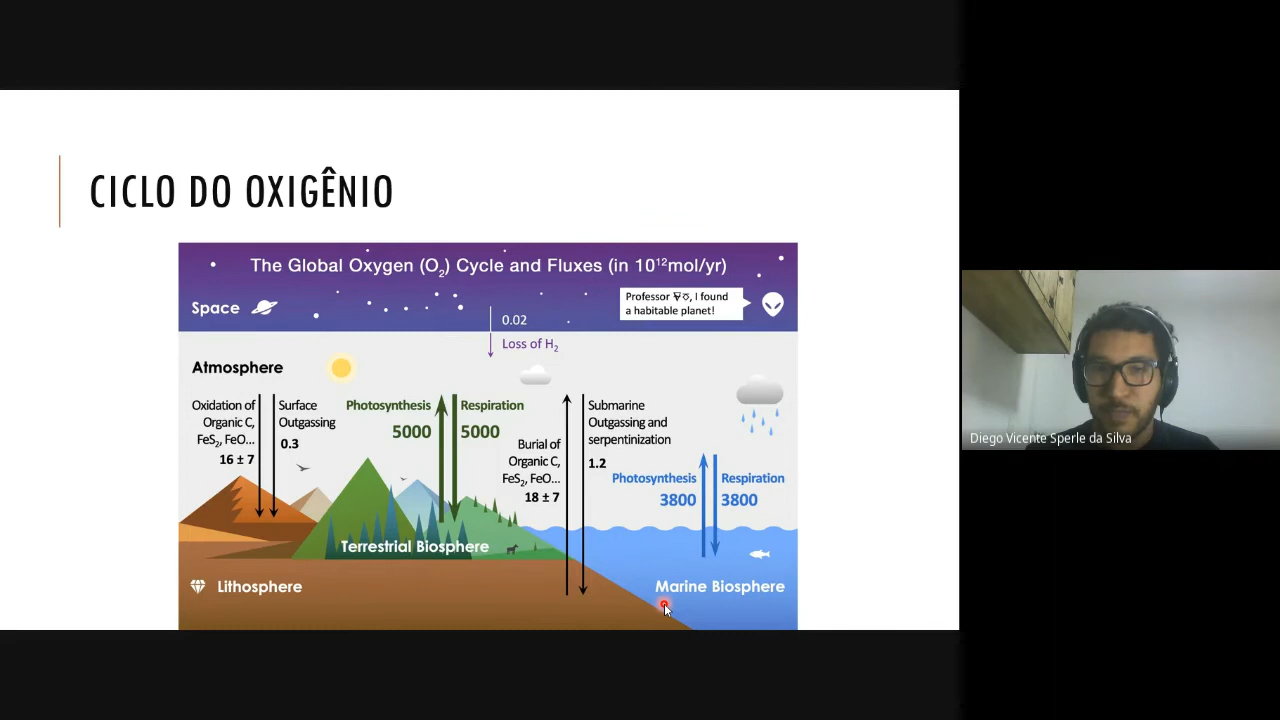 CICLO DO OXIGÊNIO
The Global Oxygen (O₂) Cycle and Fluxes (in 10¹²mol/yr)
Space
Professor, I found
a habitable planet!
0.02
Loss of H₂
Atmosphere
Oxidation of
Organic C,
FeS₂, FeO...
16 ± 7
Surface
Outgassing
0.3
Photosynthesis
5000
Respiration
5000
Burial of
Organic C,
FeS₂, FeO...
18 ± 7
Submarine
Outgassing and
serpentinization
1.2
Photosynthesis
3800
Respiration
3800
Terrestrial Biosphere
Lithosphere
Marine Biosphere
Diego Vicente Sperle da Silva